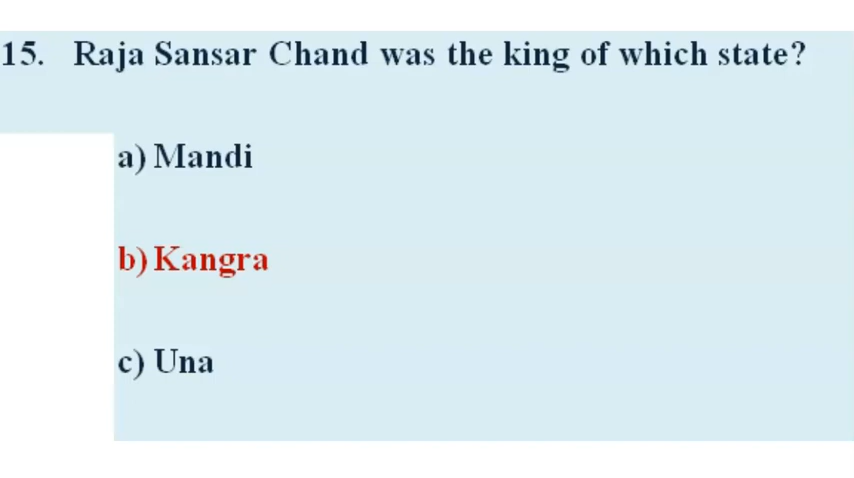 15. Raja Sansar Chand was the king of which state?
a) Mandi
b) Kangra
c) Una